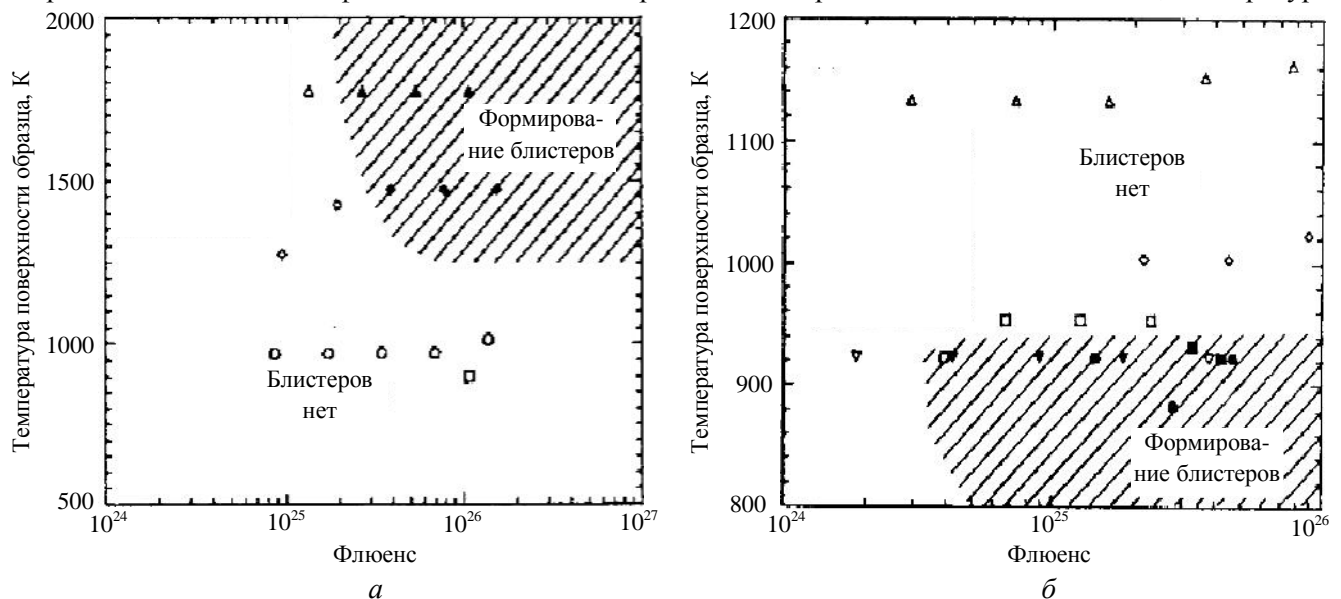 Температура поверхности образца, К
2000
1500
1000
500
Формирова-
ние блистеров
Блистеров
нет
10^24
10^25
10^26
10^27
Флюенс
а
Температура поверхности образца, К
1200
1100
1000
900
800
Блистеров
нет
Формирова-
ние блистеров
10^24
10^25
10^26
Флюенс
б